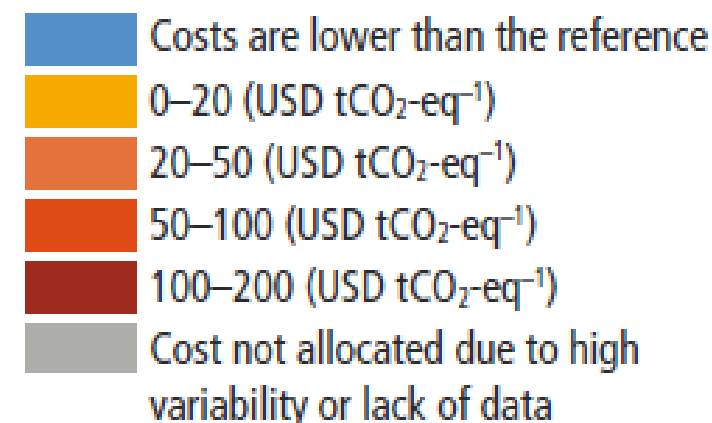 Costs are lower than the reference
0–20 (USD tCO₂-eq⁻¹)
20–50 (USD tCO₂-eq⁻¹)
50–100 (USD tCO₂-eq⁻¹)
100–200 (USD tCO₂-eq⁻¹)
Cost not allocated due to high
variability or lack of data